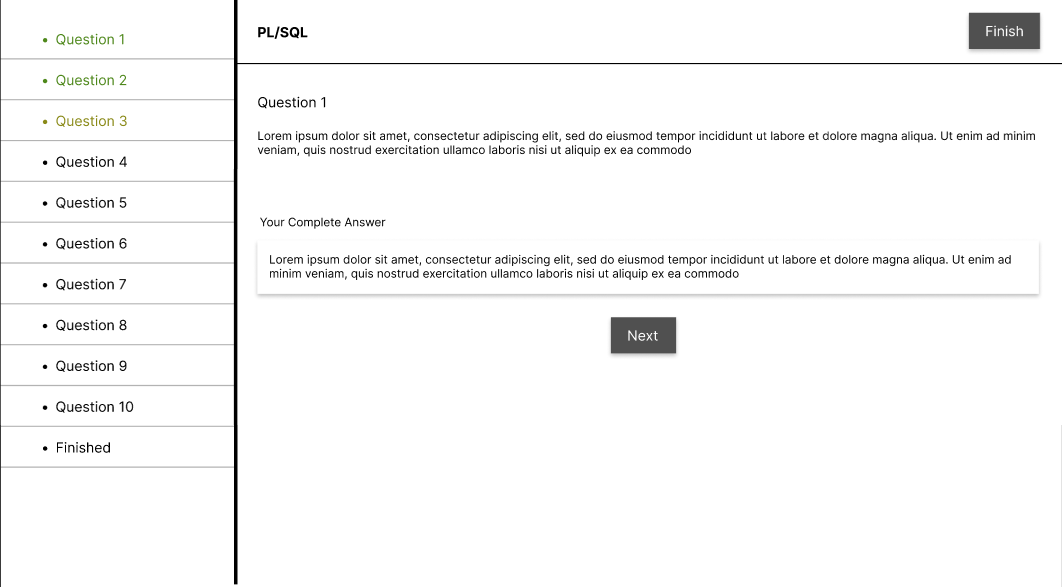 Question 1
Question 2
Question 3
Question 4
Question 5
Question 6
Question 7
Question 8
Question 9
Question 10
Finished
PL/SQL
Finish
Question 1
Lorem ipsum dolor sit amet, consectetur adipiscing elit, sed do eiusmod tempor incididunt ut labore et dolore magna aliqua. Ut enim ad minim
veniam, quis nostrud exercitation ullamco laboris nisi ut aliquip ex ea commodo
Your Complete Answer
Lorem ipsum dolor sit amet, consectetur adipiscing elit, sed do eiusmod tempor incididunt ut labore et dolore magna aliqua. Ut enim ad
minim veniam, quis nostrud exercitation ullamco laboris nisi ut aliquip ex ea commodo
Next